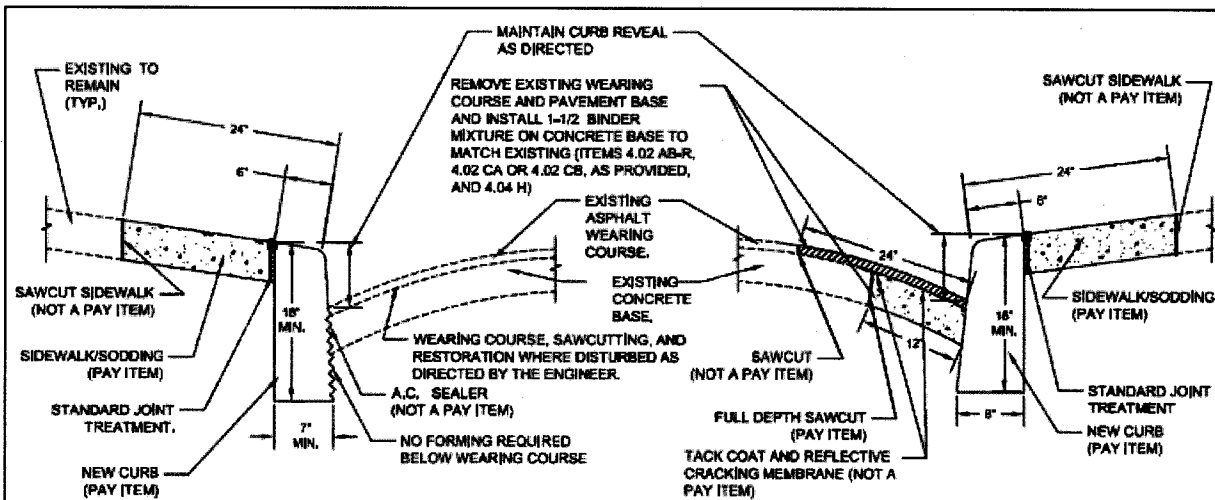 MAINTAIN CURB REVEAL
AS DIRECTED
EXISTING TO
REMAIN
(TYP.)
24"
6"
REMOVE EXISTING WEARING
COURSE AND PAVEMENT BASE
AND INSTALL 1-1/2 BINDER
MIXTURE ON CONCRETE BASE TO
MATCH EXISTING (ITEMS 4.02 AB-R,
4.02 CA OR 4.02 CB, AS PROVIDED,
AND 4.04 H)
SAWCUT SIDEWALK
(NOT A PAY ITEM)
24"
6"
EXISTING
ASPHALT
WEARING
COURSE.
EXISTING
CONCRETE
BASE.
24"
12"
SAWCUT SIDEWALK
(NOT A PAY ITEM)
SIDEWALK/SODDING
(PAY ITEM)
STANDARD JOINT
TREATMENT.
NEW CURB
(PAY ITEM)
18"
MIN.
7"
MIN.
WEARING COURSE, SAWCUTTING, AND
RESTORATION WHERE DISTURBED AS
DIRECTED BY THE ENGINEER.
A.C. SEALER
(NOT A PAY ITEM)
NO FORMING REQUIRED
BELOW WEARING COURSE
SAWCUT
(NOT A PAY ITEM)
FULL DEPTH SAWCUT
(PAY ITEM)
TACK COAT AND REFLECTIVE
CRACKING MEMBRANE (NOT A
PAY ITEM)
18"
MIN.
8"
SIDEWALK/SODDING
(PAY ITEM)
STANDARD JOINT
TREATMENT
NEW CURB
(PAY ITEM)